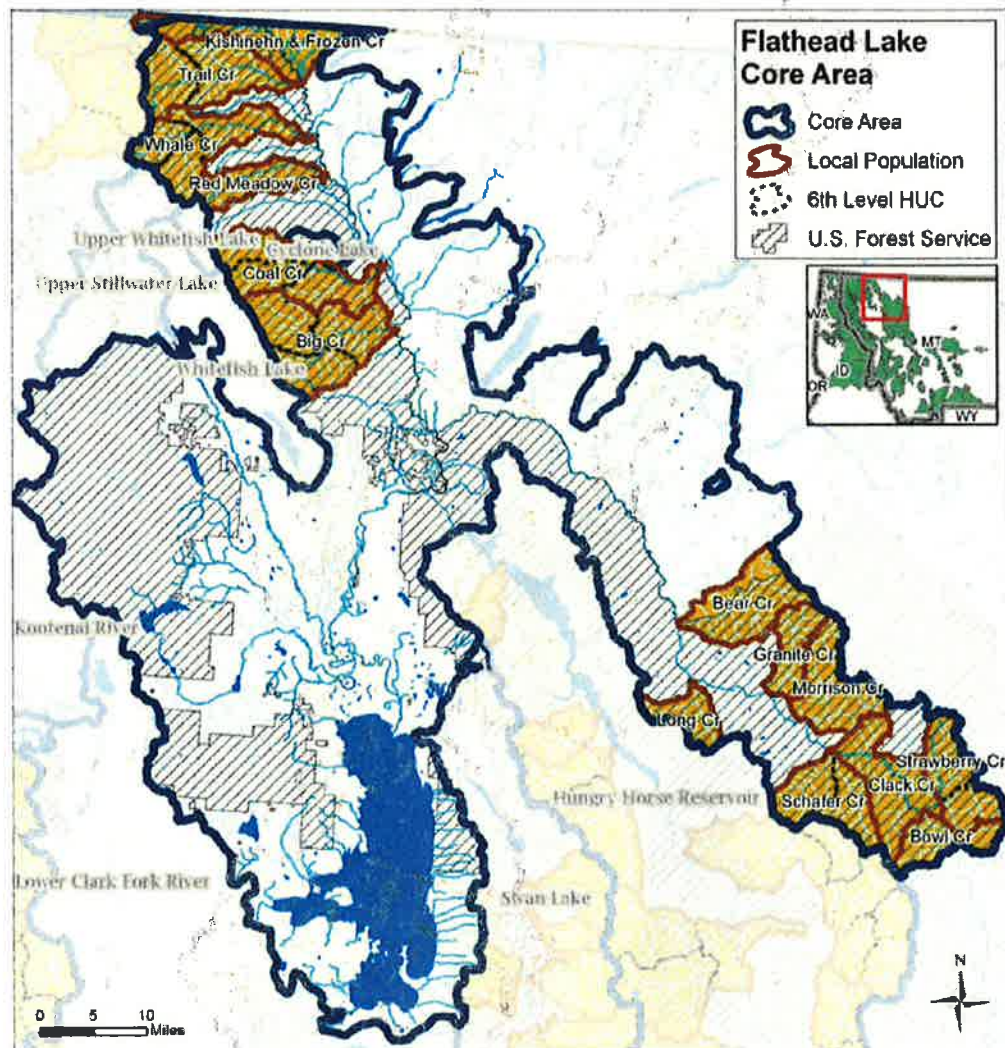 Flathead Lake
Core Area
Core Area
Local Population
6th Level HUC
U.S. Forest Service
WA
MT
ID
OR
WY
Kishinehn & Frozen Cr
Trail Cr
Whale Cr
Red Meadow Cr
Upper Whitefish Lake
Cyclone Lake
Coal Cr
Upper Stillwater Lake
Big Cr
Whitefish Lake
Bear Cr
Kootenai River
Granite Cr
Morrison Cr
Long Cr
Strawberry Cr
Clack Cr
Hungry Horse Reservoir
Schafer Cr
Bowl Cr
Lower Clark Fork River
Swan Lake
N
0 5 10
Miles